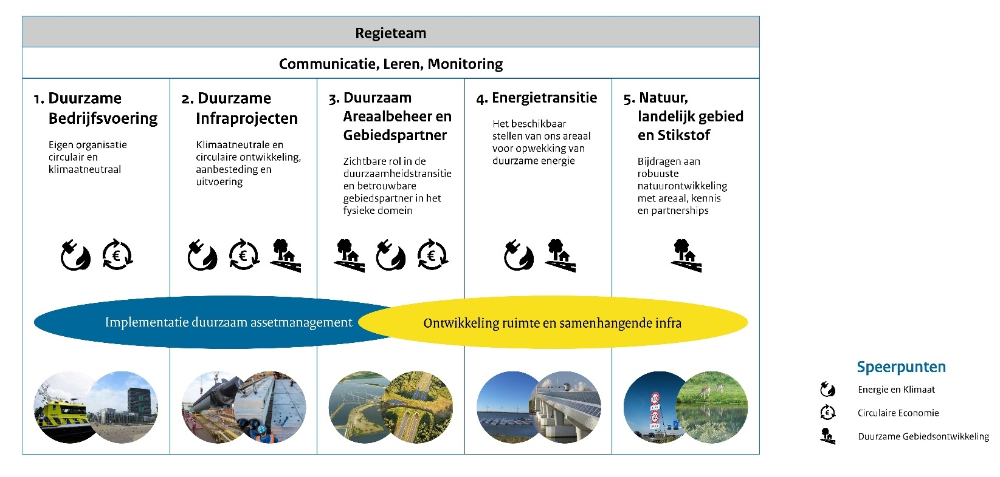 Regieteam
Communicatie, Leren, Monitoring
1. Duurzame
Bedrijfsvoering
Eigen organisatie
circulair en
klimaatneutraal
2. Duurzame
Infraprojecten
Klimaatneutrale en
circulaire ontwikkeling,
aanbesteding en
uitvoering
3. Duurzaam
Areaalbeheer en
Gebiedspartner
Zichtbare rol in de
duurzaamheidstransitie
en betrouwbare
gebiedspartner in het
fysieke domein
4. Energietransitie
Het beschikbaar
stellen van ons areaal
voor opwekking van
duurzame energie
5. Natuur,
landelijk gebied
en Stikstof
Bijdragen aan
robuuste
natuurontwikkeling
met areaal, kennis
en partnerships
Implementatie duurzaam assetmanagement
Ontwikkeling ruimte en samenhangende infra
Speerpunten
Energie en Klimaat
Circulaire Economie
Duurzame Gebiedsontwikkeling